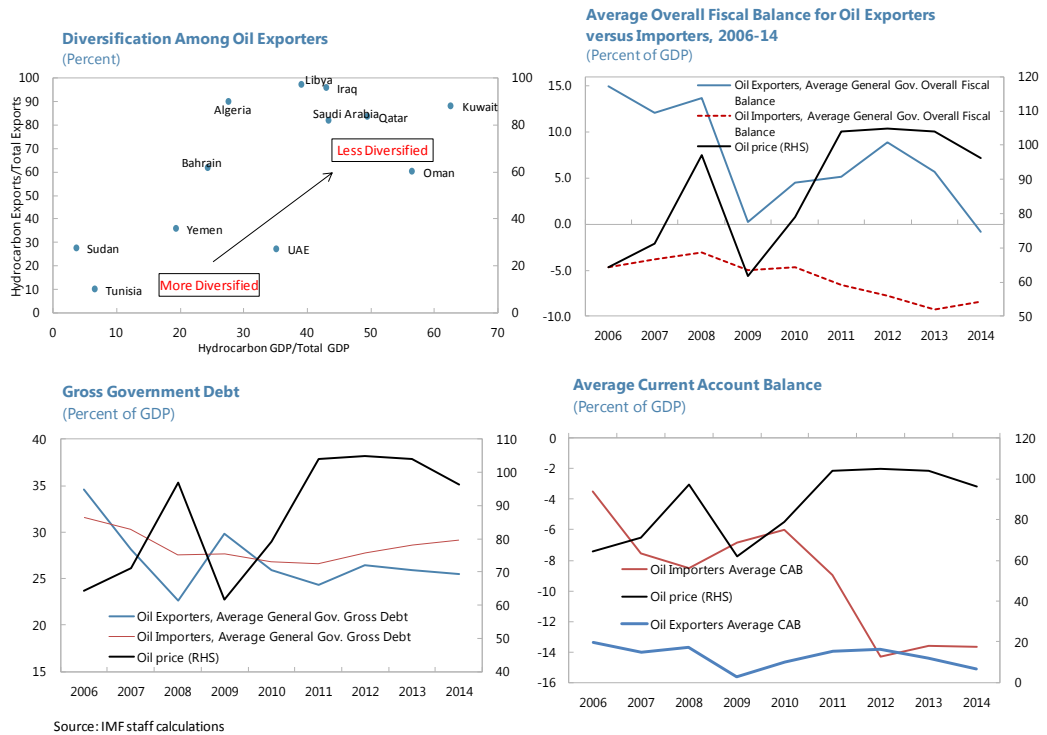 Diversification Among Oil Exporters
(Percent)
Hydrocarbon Exports/Total Exports
100
90
80
70
60
50
40
30
20
10
0
100
80
60
40
20
0
Libya
Iraq
Algeria
Saudi Arabia
Qatar
Kuwait
Less Diversified
Bahrain
Oman
Yemen
Sudan
UAE
More Diversified
Tunisia
0 10 20 30 40 50 60 70
Hydrocarbon GDP/Total GDP
Average Overall Fiscal Balance for Oil Exporters
versus Importers, 2006-14
(Percent of GDP)
15.0
10.0
5.0
0.0
-5.0
-10.0
120
110
100
90
80
70
60
50
Oil Exporters, Average General Gov. Overall Fiscal
Balance
Oil Importers, Average General Gov. Overall Fiscal
Balance
Oil price (RHS)
2006 2007 2008 2009 2010 2011 2012 2013 2014
Gross Government Debt
(Percent of GDP)
40
35
30
25
20
15
110
100
90
80
70
60
50
40
Oil Exporters, Average General Gov. Gross Debt
Oil Importers, Average General Gov. Gross Debt
Oil price (RHS)
2006 2007 2008 2009 2010 2011 2012 2013 2014
Average Current Account Balance
(Percent of GDP)
0
-2
-4
-6
-8
-10
-12
-14
-16
120
100
80
60
40
20
0
Oil Importers Average CAB
Oil price (RHS)
Oil Exporters Average CAB
2006 2007 2008 2009 2010 2011 2012 2013 2014
Source: IMF staff calculations